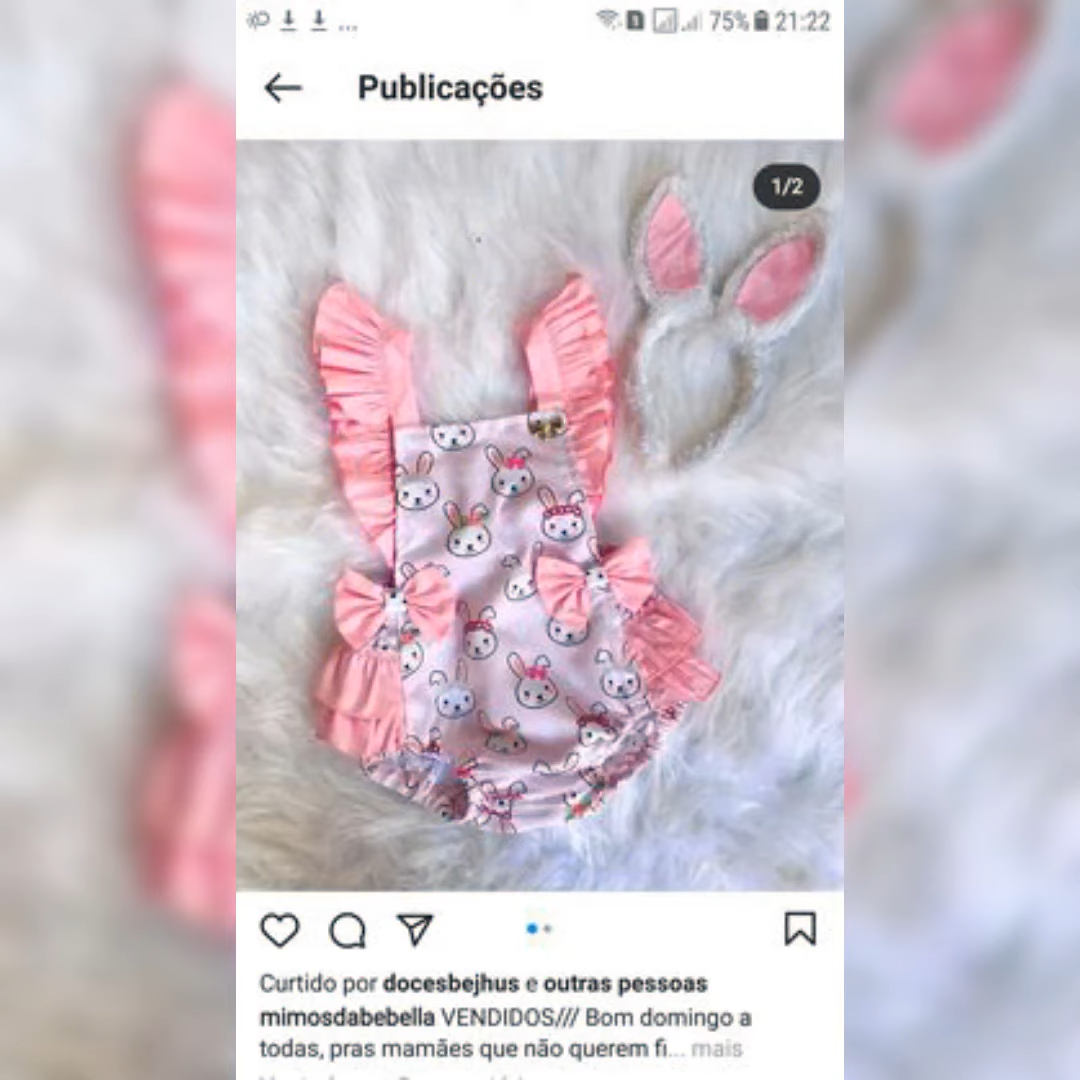 ... 75% 21:22
Publicações
1/2
Curtido por docesbejhus e outras pessoas
mimosdabebella VENDIDOS/// Bom domingo a
todas, pras mamães que não querem fi... mais